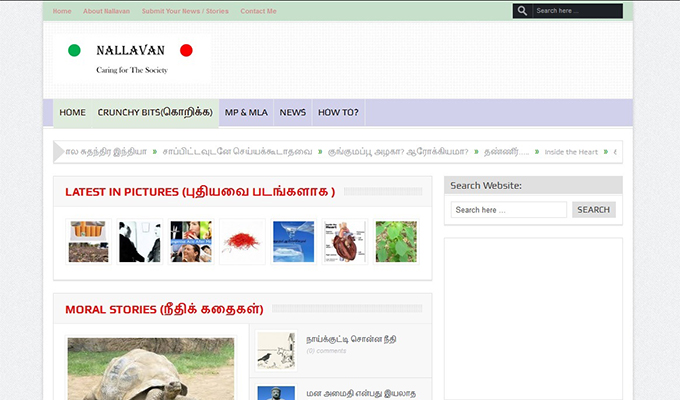 Home About Nallavan Submit Your News / Stories Contact Me Search here ...
NALLAVAN
Caring for The Society
HOME CRUNCHY BITS(கொறிக்க) MP & MLA NEWS HOW TO?
ால சுதந்திர இந்தியா » சாப்பிட்டவுடனே செய்யக்கூடாதவை » குங்குமப்பூ அழகா? ஆரோக்கியமா? » தண்ணீர்..... » Inside the Heart »
LATEST IN PICTURES (புதியவை படங்களாக )
Search Website:
Search here ... SEARCH
MORAL STORIES (நீதிக் கதைகள்)
நாய்க்குட்டி சொன்ன நீதி
(0) comments
மன அமைதி என்பது இயலாத